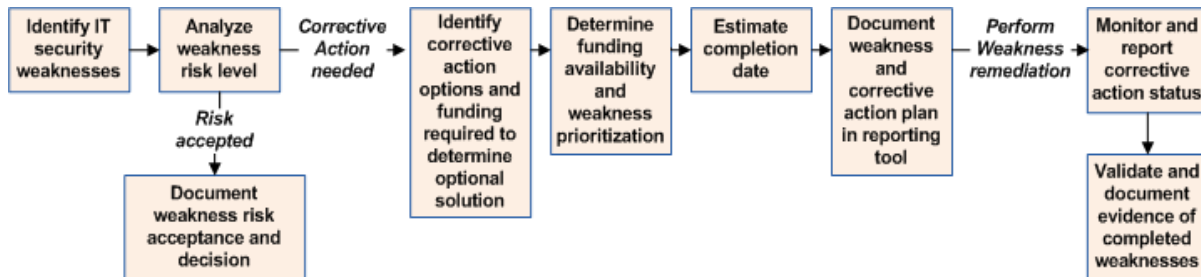 Identify IT
security
weaknesses
Analyze
weakness
risk level
Corrective
Action
needed
Risk
accepted
Document
weakness risk
acceptance and
decision
Identify
corrective
action
options and
funding
required to
determine
optional
solution
Determine
funding
availability
and
weakness
prioritization
Estimate
completion
date
Document
weakness
and
corrective
action plan
in reporting
tool
Perform
Weakness
remediation
Monitor and
report
corrective
action status
Validate and
document
evidence of
completed
weaknesses